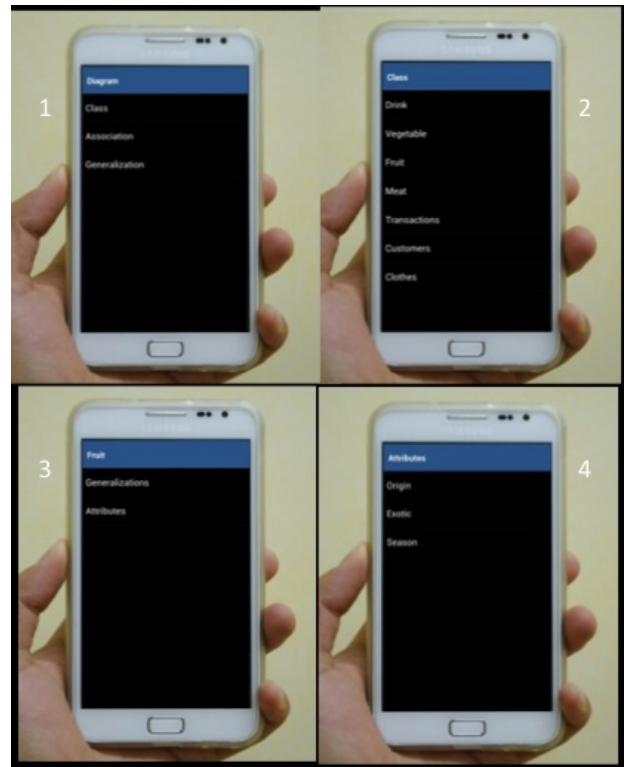 1
Diagram
Class
Association
Generalization
2
SAMSUNG
Class
Drink
Vegetable
Fruit
Meat
Transactions
Customers
Clothes
3
Fruit
Generalizations
Attributes
4
Attributes
Origin
Exotic
Season